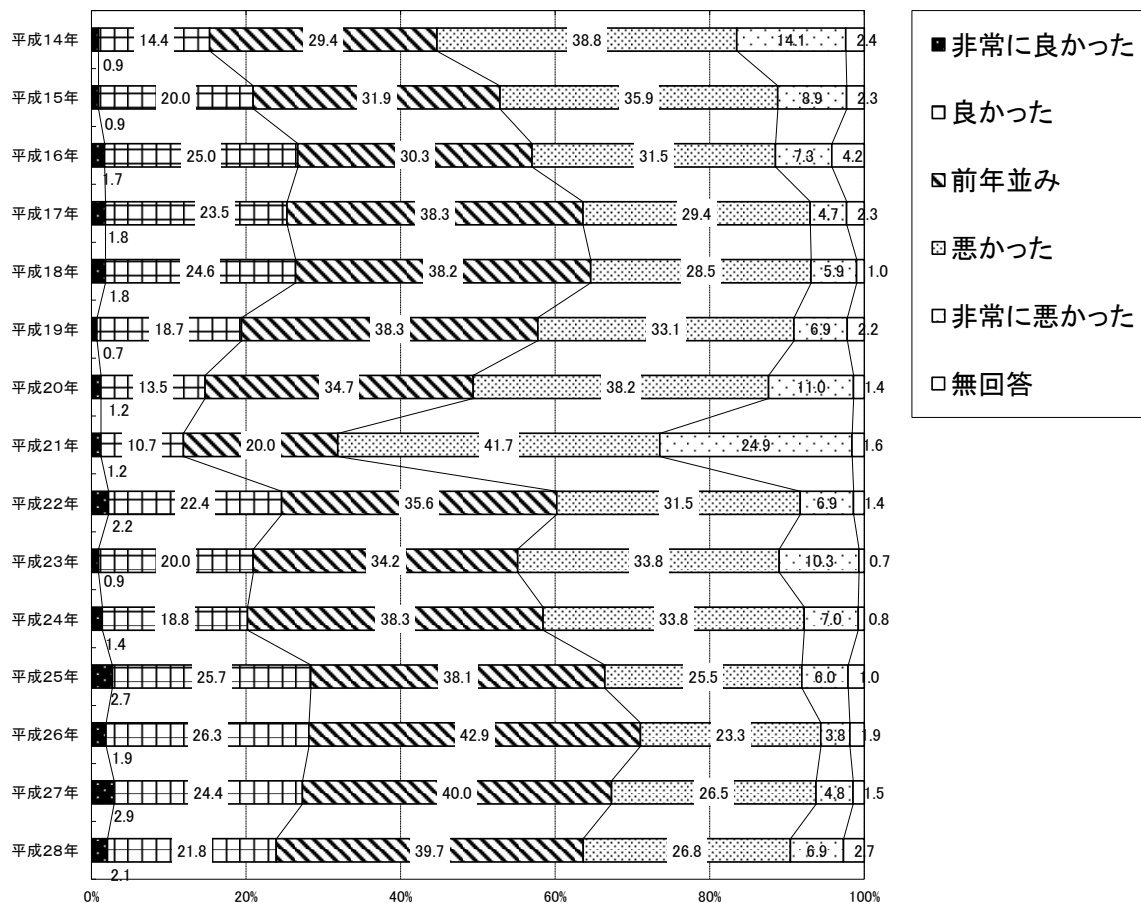 平成14年 14.4 29.4 38.8 14.1 2.4
0.9
平成15年 20.0 31.9 35.9 8.9 2.3
0.9
平成16年 25.0 30.3 31.5 7.3 4.2
1.7
平成17年 23.5 38.3 29.4 4.7 2.3
1.8
平成18年 24.6 38.2 28.5 5.9 1.0
1.8
平成19年 18.7 38.3 33.1 6.9 2.2
0.7
平成20年 13.5 34.7 38.2 11.0 1.4
1.2
平成21年 10.7 20.0 41.7 24.9 1.6
1.2
平成22年 22.4 35.6 31.5 6.9 1.4
2.2
平成23年 20.0 34.2 33.8 10.3 0.7
0.9
平成24年 18.8 38.3 33.8 7.0 0.8
1.4
平成25年 25.7 38.1 25.5 6.0 1.0
2.7
平成26年 26.3 42.9 23.3 3.8 1.9
1.9
平成27年 24.4 40.0 26.5 4.8 1.5
2.9
平成28年 21.8 39.7 26.8 6.9 2.7
2.1
0% 20% 40% 60% 80% 100%
非常に良かった
良かった
前年並み
悪かった
非常に悪かった
無回答